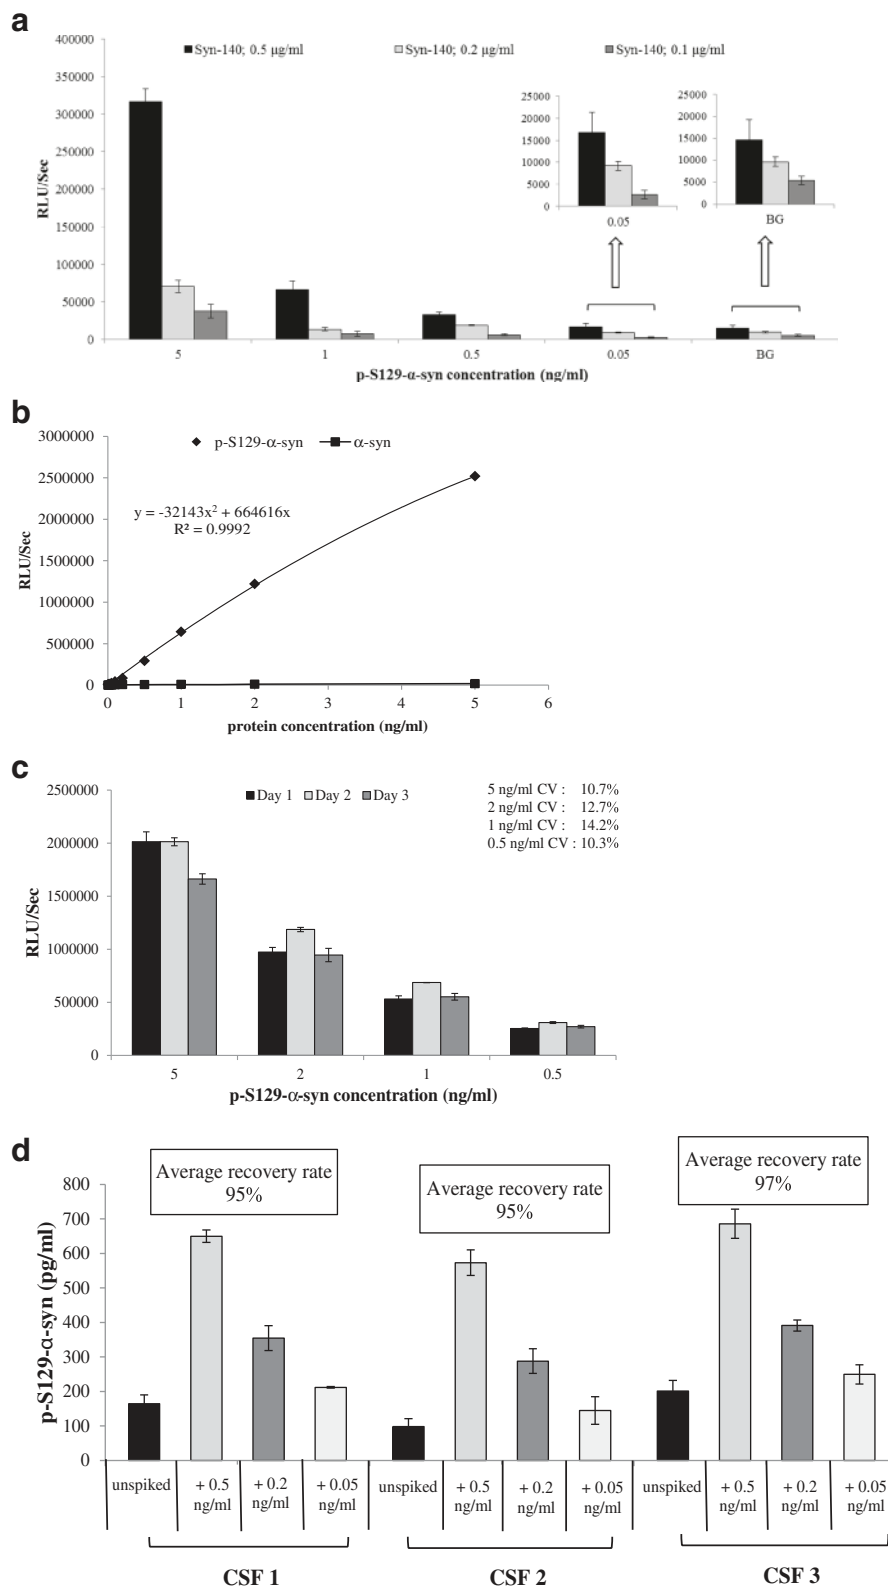 a
400000
350000
300000
250000
200000
150000
100000
50000
0
RLU/Sec
Syn-140; 0.5 µg/ml Syn-140; 0.2 µg/ml Syn-140; 0.1 µg/ml
25000
20000
15000
10000
5000
0
0.05
25000
20000
15000
10000
5000
0
BG
5 1 0.5 0.05 BG
p-S129-α-syn concentration (ng/ml)
b
3000000
2500000
2000000
1500000
1000000
500000
0
RLU/Sec
p-S129-α-syn α-syn
y = -32143x² + 664616x
R² = 0.9992
0 1 2 3 4 5 6
protein concentration (ng/ml)
c
2500000
2000000
1500000
1000000
500000
0
RLU/Sec
Day 1 Day 2 Day 3
5 ng/ml CV : 10.7%
2 ng/ml CV : 12.7%
1 ng/ml CV : 14.2%
0.5 ng/ml CV : 10.3%
5 2 1 0.5
p-S129-α-syn concentration (ng/ml)
d
Average recovery rate
95%
Average recovery rate
95%
Average recovery rate
97%
800
700
600
500
400
300
200
100
0
p-S129-α-syn (pg/ml)
unspiked + 0.5 ng/ml + 0.2 ng/ml + 0.05 ng/ml unspiked + 0.5 ng/ml + 0.2 ng/ml + 0.05 ng/ml unspiked + 0.5 ng/ml + 0.2 ng/ml + 0.05 ng/ml
CSF 1 CSF 2 CSF 3